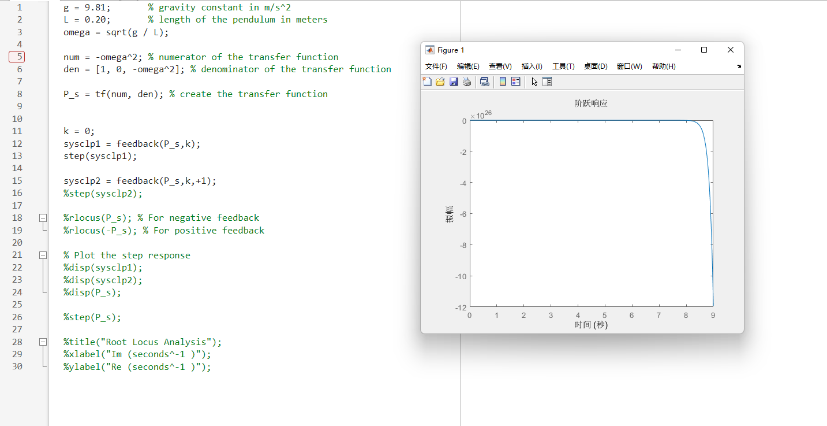 1 g = 9.81; % gravity constant in m/s^2
2 L = 0.20; % length of the pendulum in meters
3 omega = sqrt(g / L);
4
5 num = -omega^2; % numerator of the transfer function
6 den = [1, 0, -omega^2]; % denominator of the transfer function
7
8 P_s = tf(num, den); % create the transfer function
9
10
11 k = 0;
12 sysclp1 = feedback(P_s,k);
13 step(sysclp1);
14
15 sysclp2 = feedback(P_s,k,+1);
16 %step(sysclp2);
17
18 %rlocus(P_s); % For negative feedback
19 %rlocus(-P_s); % For positive feedback
20
21 % Plot the step response
22 %disp(sysclp1);
23 %disp(sysclp2);
24 %disp(P_s);
25
26 %step(P_s);
27
28 %title("Root Locus Analysis");
29 %xlabel("Im (seconds^-1 )");
30 %ylabel("Re (seconds^-1 )");
Figure 1
文件(F) 编辑(E) 查看(V) 插入(I) 工具(T) 桌面(D) 窗口(W) 帮助(H)
阶跃响应
×10^26
0
-2
-4
-6
-8
-10
-12
振幅
0 1 2 3 4 5 6 7 8 9
时间 (秒)